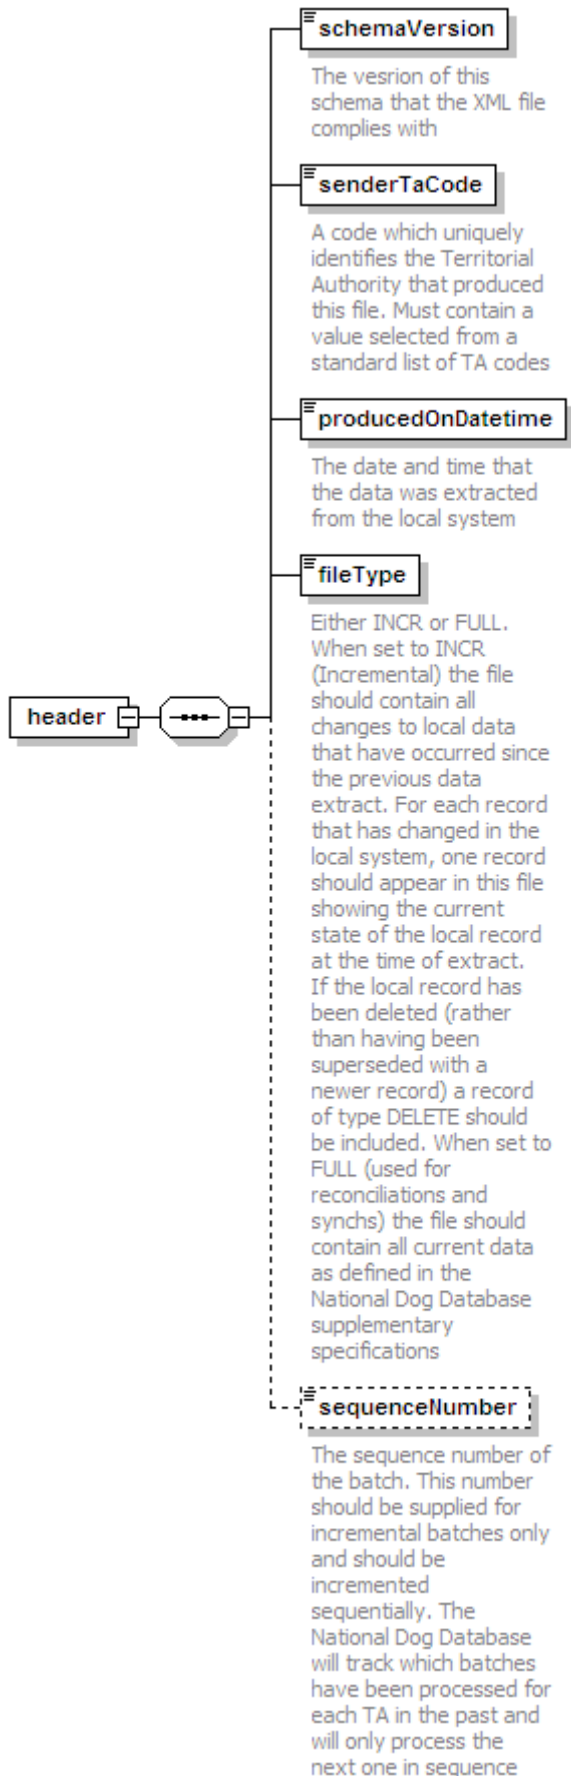 schemaVersion
The vesrion of this
schema that the XML file
complies with
senderTaCode
A code which uniquely
identifies the Territorial
Authority that produced
this file. Must contain a
value selected from a
standard list of TA codes
producedOnDatetime
The date and time that
the data was extracted
from the local system
fileType
Either INCR or FULL.
When set to INCR
(Incremental) the file
should contain all
changes to local data
that have occurred since
the previous data
extract. For each record
that has changed in the
local system, one record
should appear in this file
showing the current
state of the local record
at the time of extract.
If the local record has
been deleted (rather
than having been
superseded with a
newer record) a record
of type DELETE should
be included. When set to
FULL (used for
reconciliations and
synchs) the file should
contain all current data
as defined in the
National Dog Database
supplementary
specifications
header
sequenceNumber
The sequence number of
the batch. This number
should be supplied for
incremental batches only
and should be
incremented
sequentially. The
National Dog Database
will track which batches
have been processed for
each TA in the past and
will only process the
next one in sequence